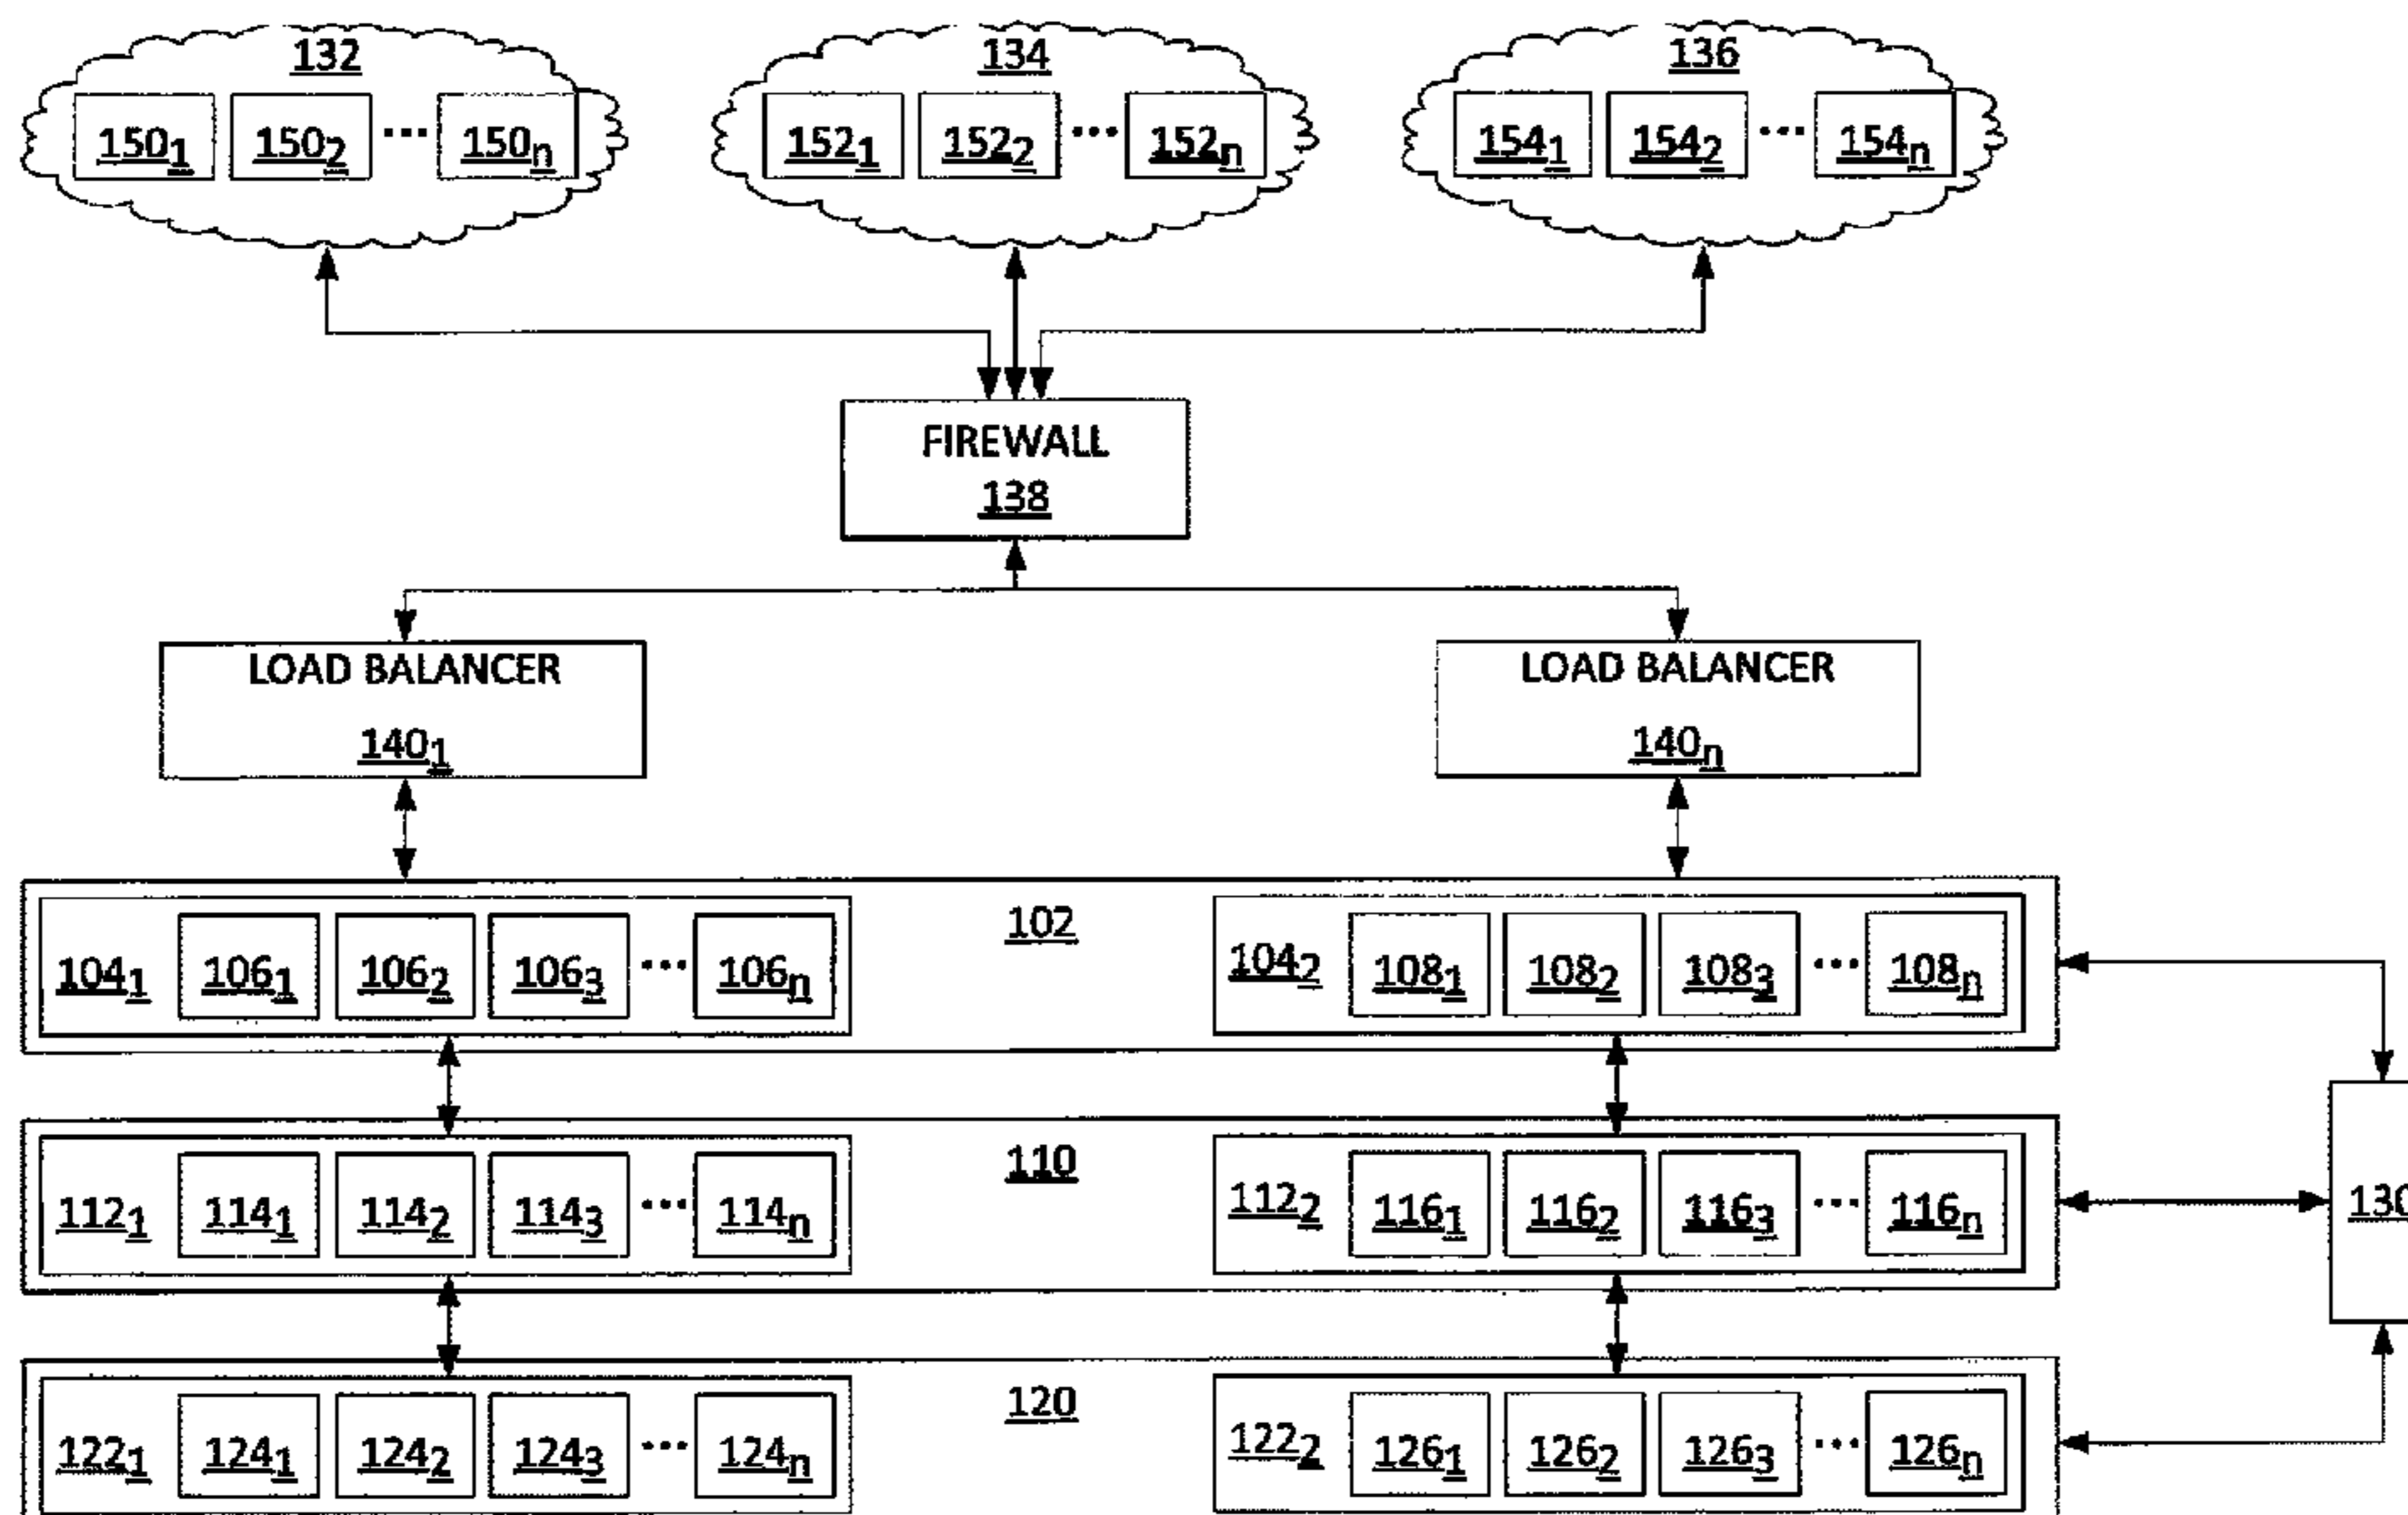 132 134 136
150₁ 150₂ ... 150ₙ 152₁ 152₂ ... 152ₙ 154₁ 154₂ ... 154ₙ
FIREWALL
138
LOAD BALANCER LOAD BALANCER
140₁ 140ₙ
102
104₁ 106₁ 106₂ 106₃ ... 106ₙ 104₂ 108₁ 108₂ 108₃ ... 108ₙ
110
112₁ 114₁ 114₂ 114₃ ... 114ₙ 112₂ 116₁ 116₂ 116₃ ... 116ₙ 130
120
122₁ 124₁ 124₂ 124₃ ... 124ₙ 122₂ 126₁ 126₂ 126₃ ... 126ₙ